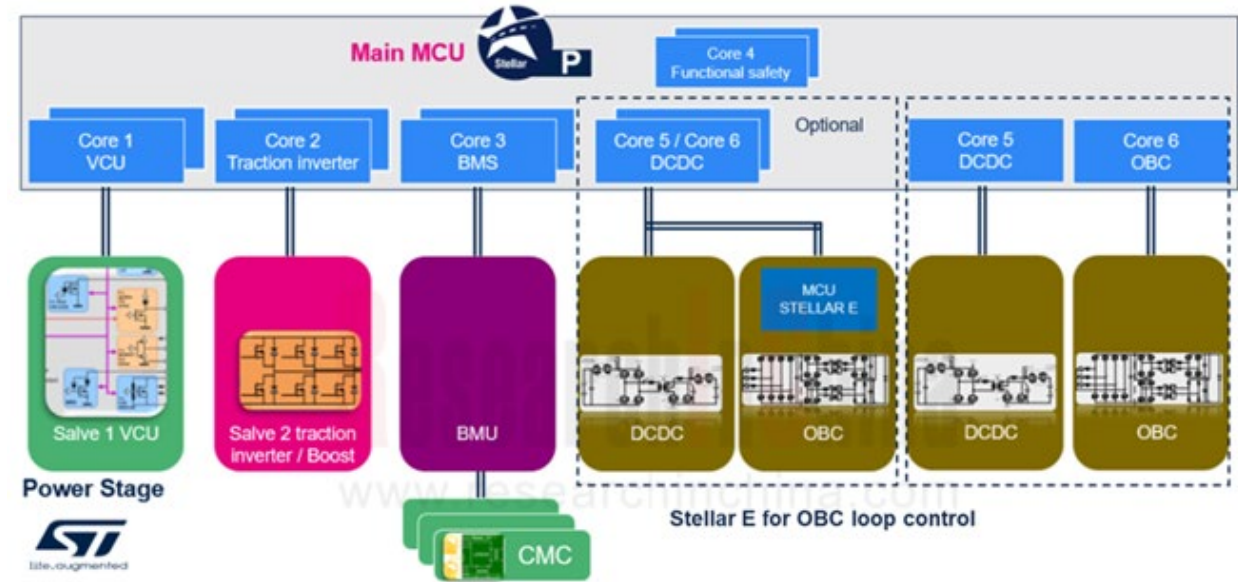 Main MCU
Stellar
P
Core 4
Functional safety
Core 1
VCU
Core 2
Traction inverter
Core 3
BMS
Core 5 / Core 6
DCDC
Optional
Core 5
DCDC
Core 6
OBC
MCU
STELLAR E
Salve 1 VCU
Salve 2 traction
inverter / Boost
BMU
DCDC
OBC
DCDC
OBC
ResearchInChina
www.researchinchina.com
Power Stage
Stellar E for OBC loop control
CMC
ST
life.augmented